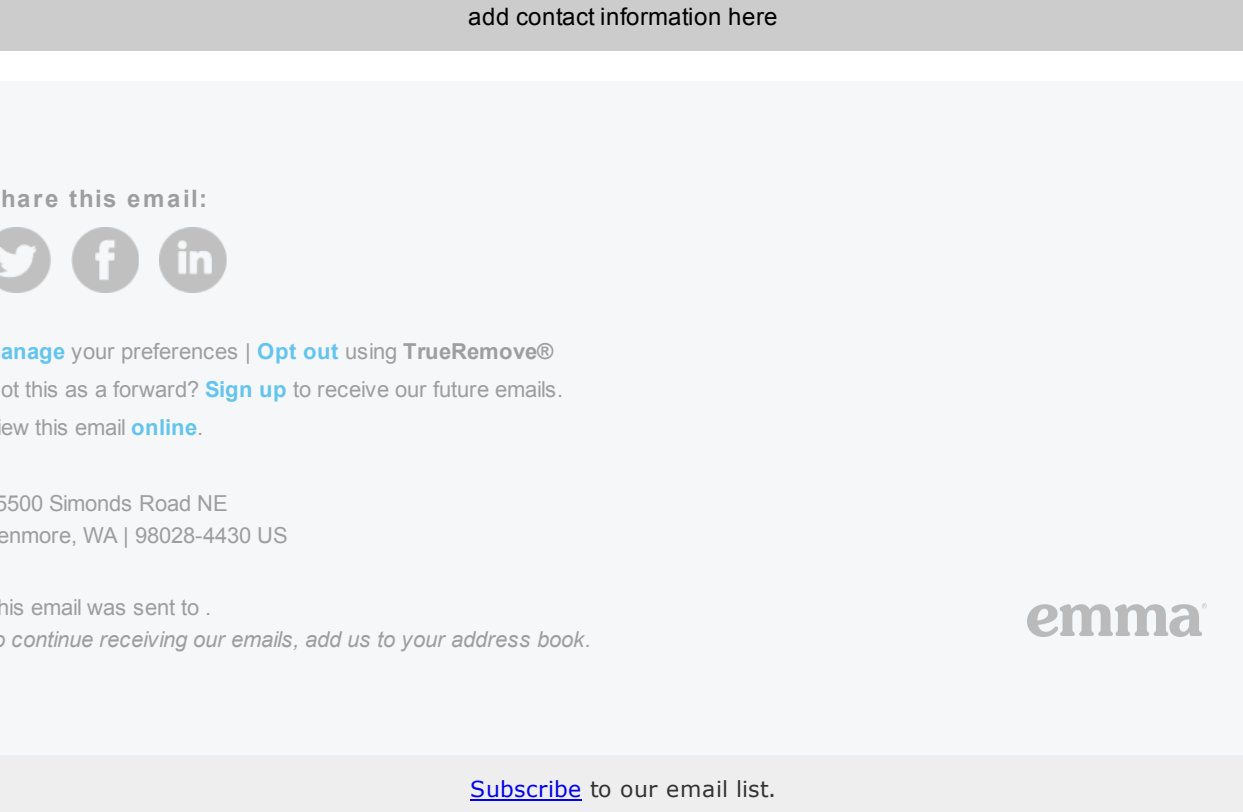 add contact information here
hare this email:
f in
anage your preferences | Opt out using TrueRemove®
ot this as a forward? Sign up to receive our future emails.
iew this email online.
5500 Simonds Road NE
enmore, WA | 98028-4430 US
his email was sent to .
o continue receiving our emails, add us to your address book.
emma®
Subscribe to our email list.